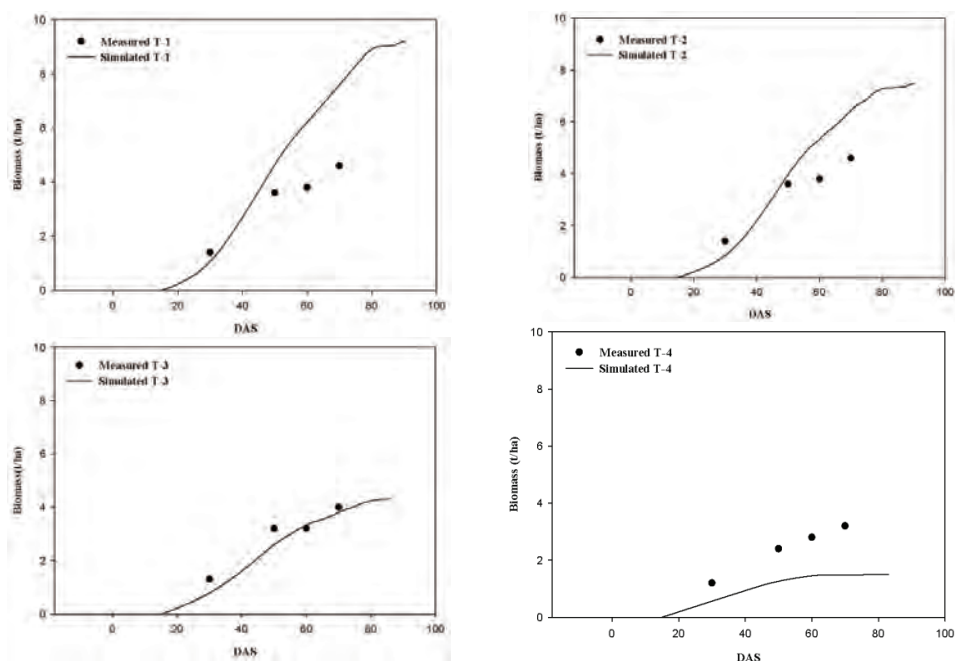 10
8
6
4
2
0
Biomass (t/ha)
Measured T-1
Simulated T-1
0 20 40 60 80 100
DAS
10
8
6
4
2
0
Biomass (t/ha)
Measured T-2
Simulated T-2
0 20 40 60 80 100
DAS
10
8
6
4
2
0
Biomass(t/ha)
Measured T-3
Simulated T-3
0 20 40 60 80 100
DAS
10
8
6
4
2
0
Biomass (t/ha)
Measured T-4
Simulated T-4
0 20 40 60 80 100
DAS